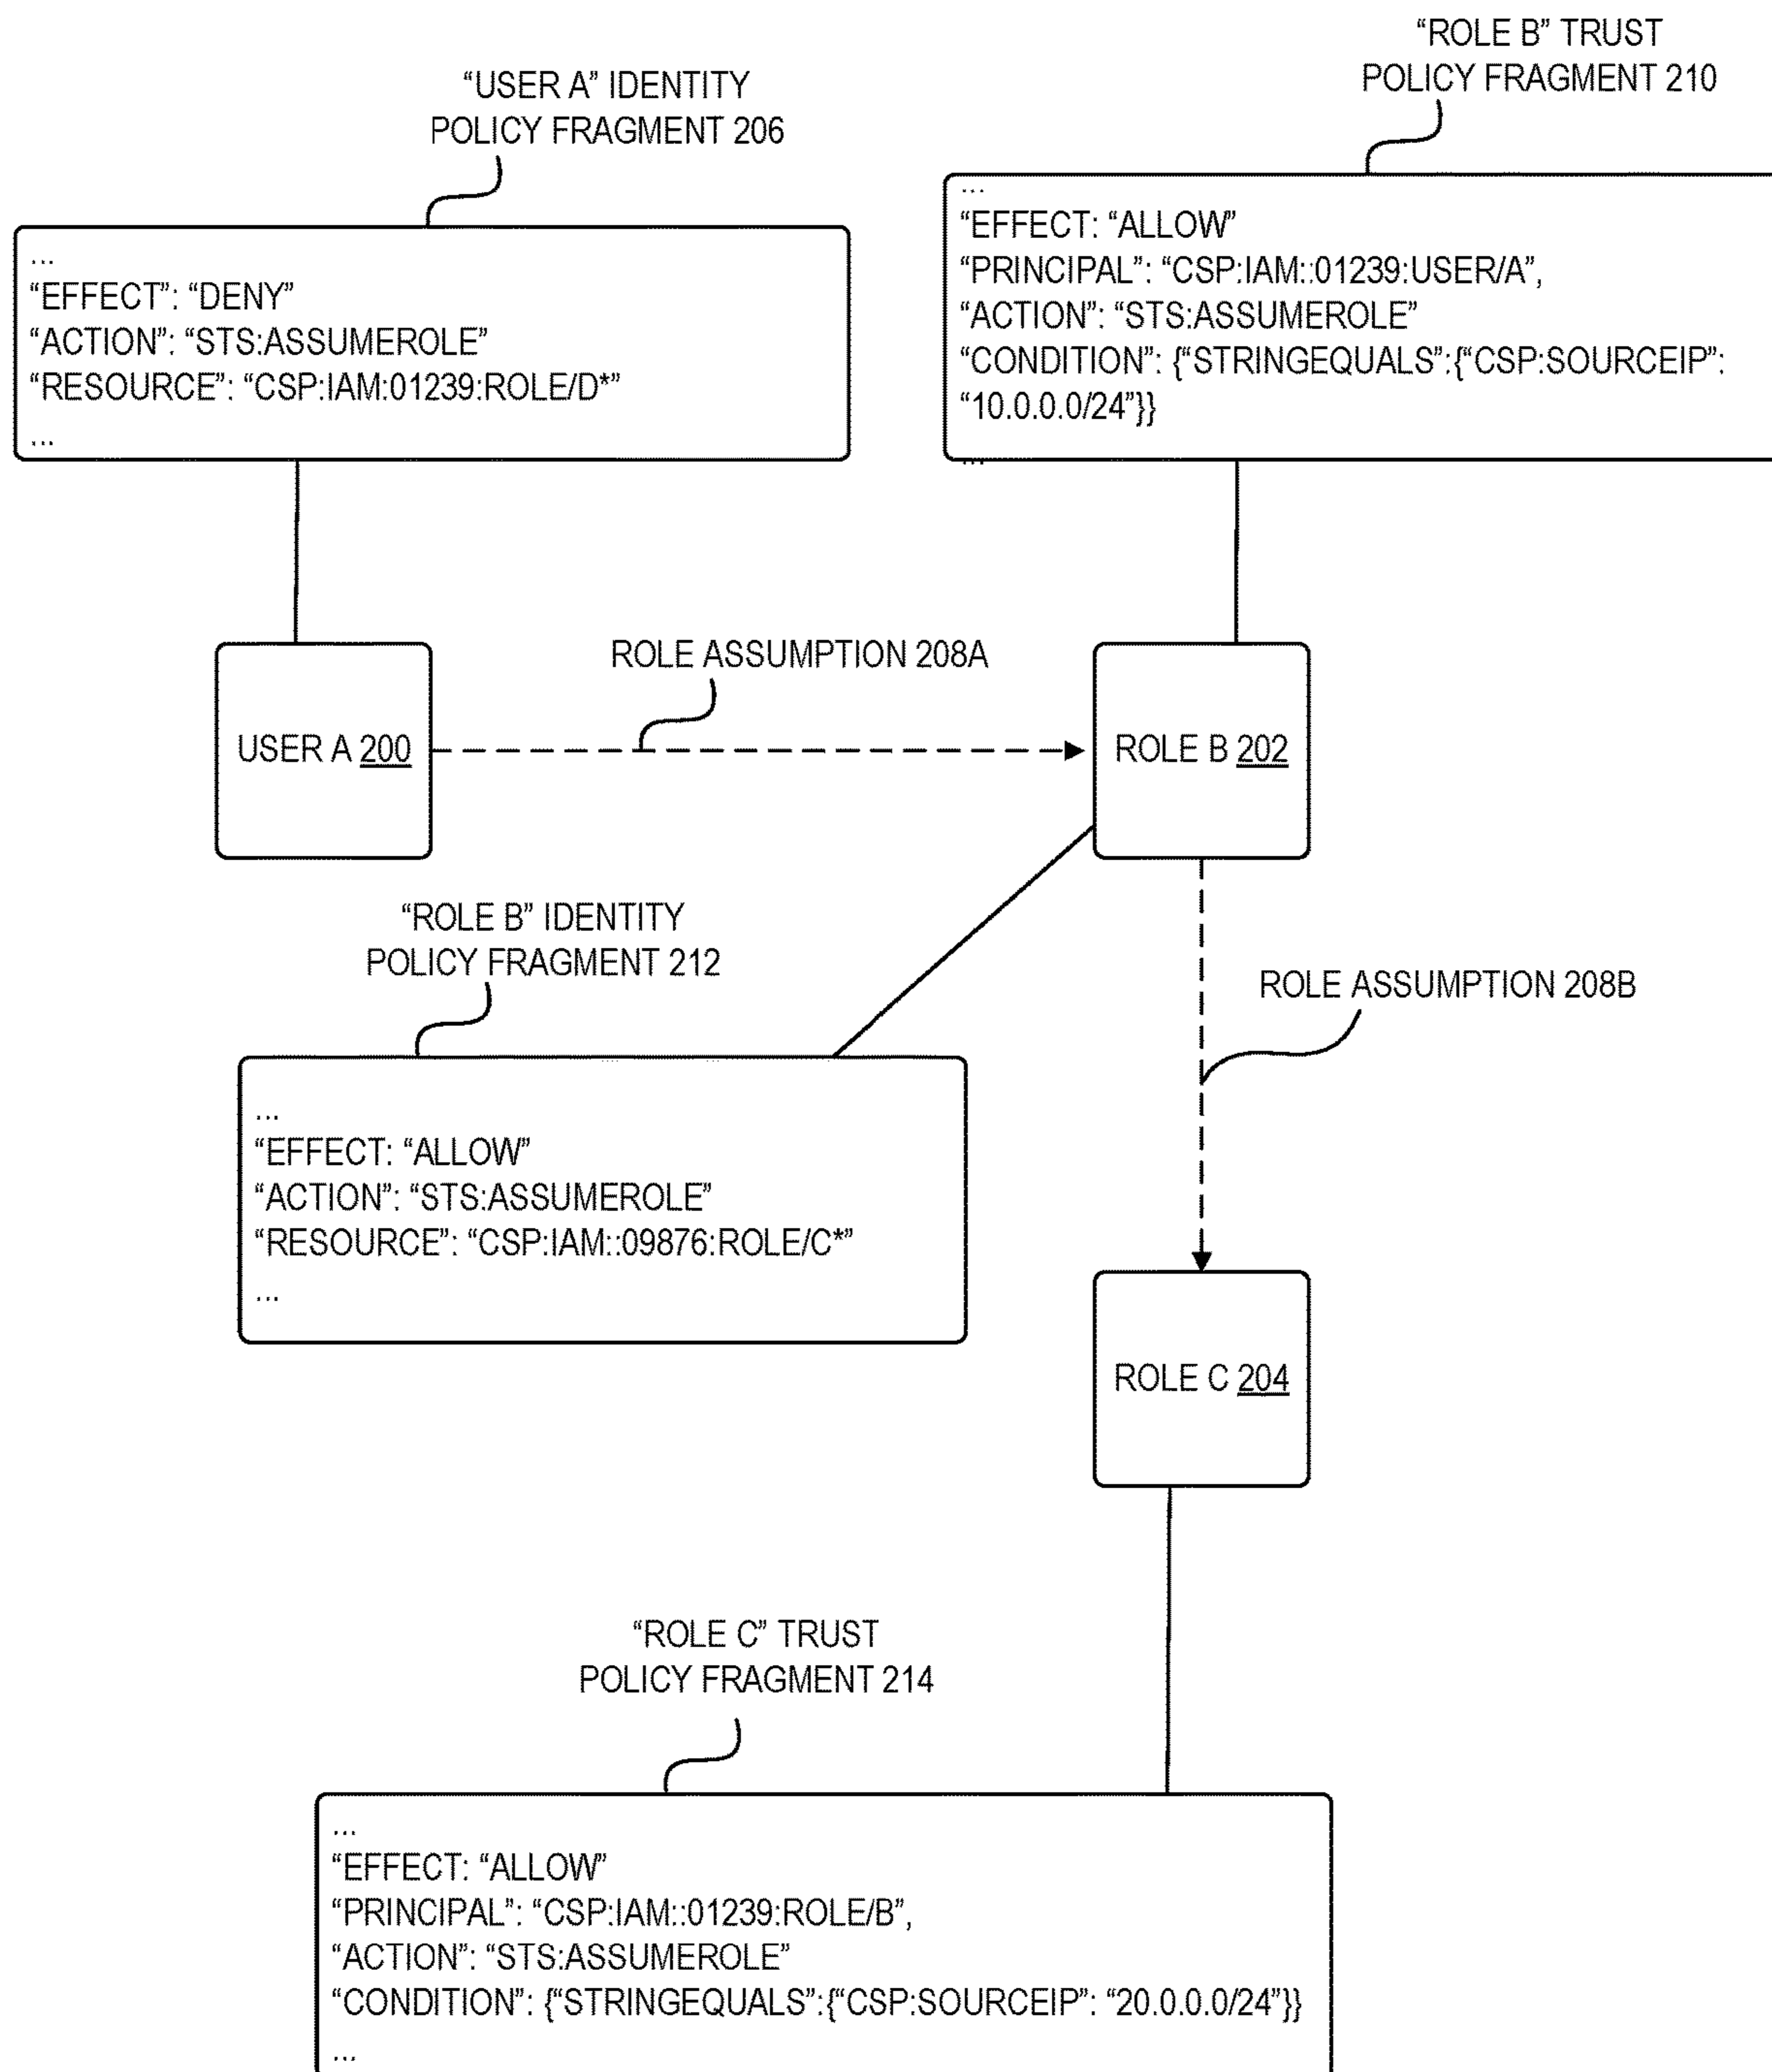 “ROLE B” TRUST
POLICY FRAGMENT 210
“USER A” IDENTITY
POLICY FRAGMENT 206
...
“EFFECT”: “DENY”
“ACTION”: “STS:ASSUMEROLE”
“RESOURCE”: “CSP:IAM:01239:ROLE/D*”
...
...
“EFFECT: “ALLOW”
“PRINCIPAL”: “CSP:IAM::01239:USER/A”,
“ACTION”: “STS:ASSUMEROLE”
“CONDITION”: {“STRINGEQUALS”:{“CSP:SOURCEIP”:
“10.0.0.0/24”}}
...
ROLE ASSUMPTION 208A
USER A 200
ROLE B 202
“ROLE B” IDENTITY
POLICY FRAGMENT 212
ROLE ASSUMPTION 208B
...
“EFFECT: “ALLOW”
“ACTION”: “STS:ASSUMEROLE”
“RESOURCE”: “CSP:IAM::09876:ROLE/C*”
...
ROLE C 204
“ROLE C” TRUST
POLICY FRAGMENT 214
...
“EFFECT: “ALLOW”
“PRINCIPAL”: “CSP:IAM::01239:ROLE/B”,
“ACTION”: “STS:ASSUMEROLE”
“CONDITION”: {“STRINGEQUALS”:{“CSP:SOURCEIP”: “20.0.0.0/24”}}
...